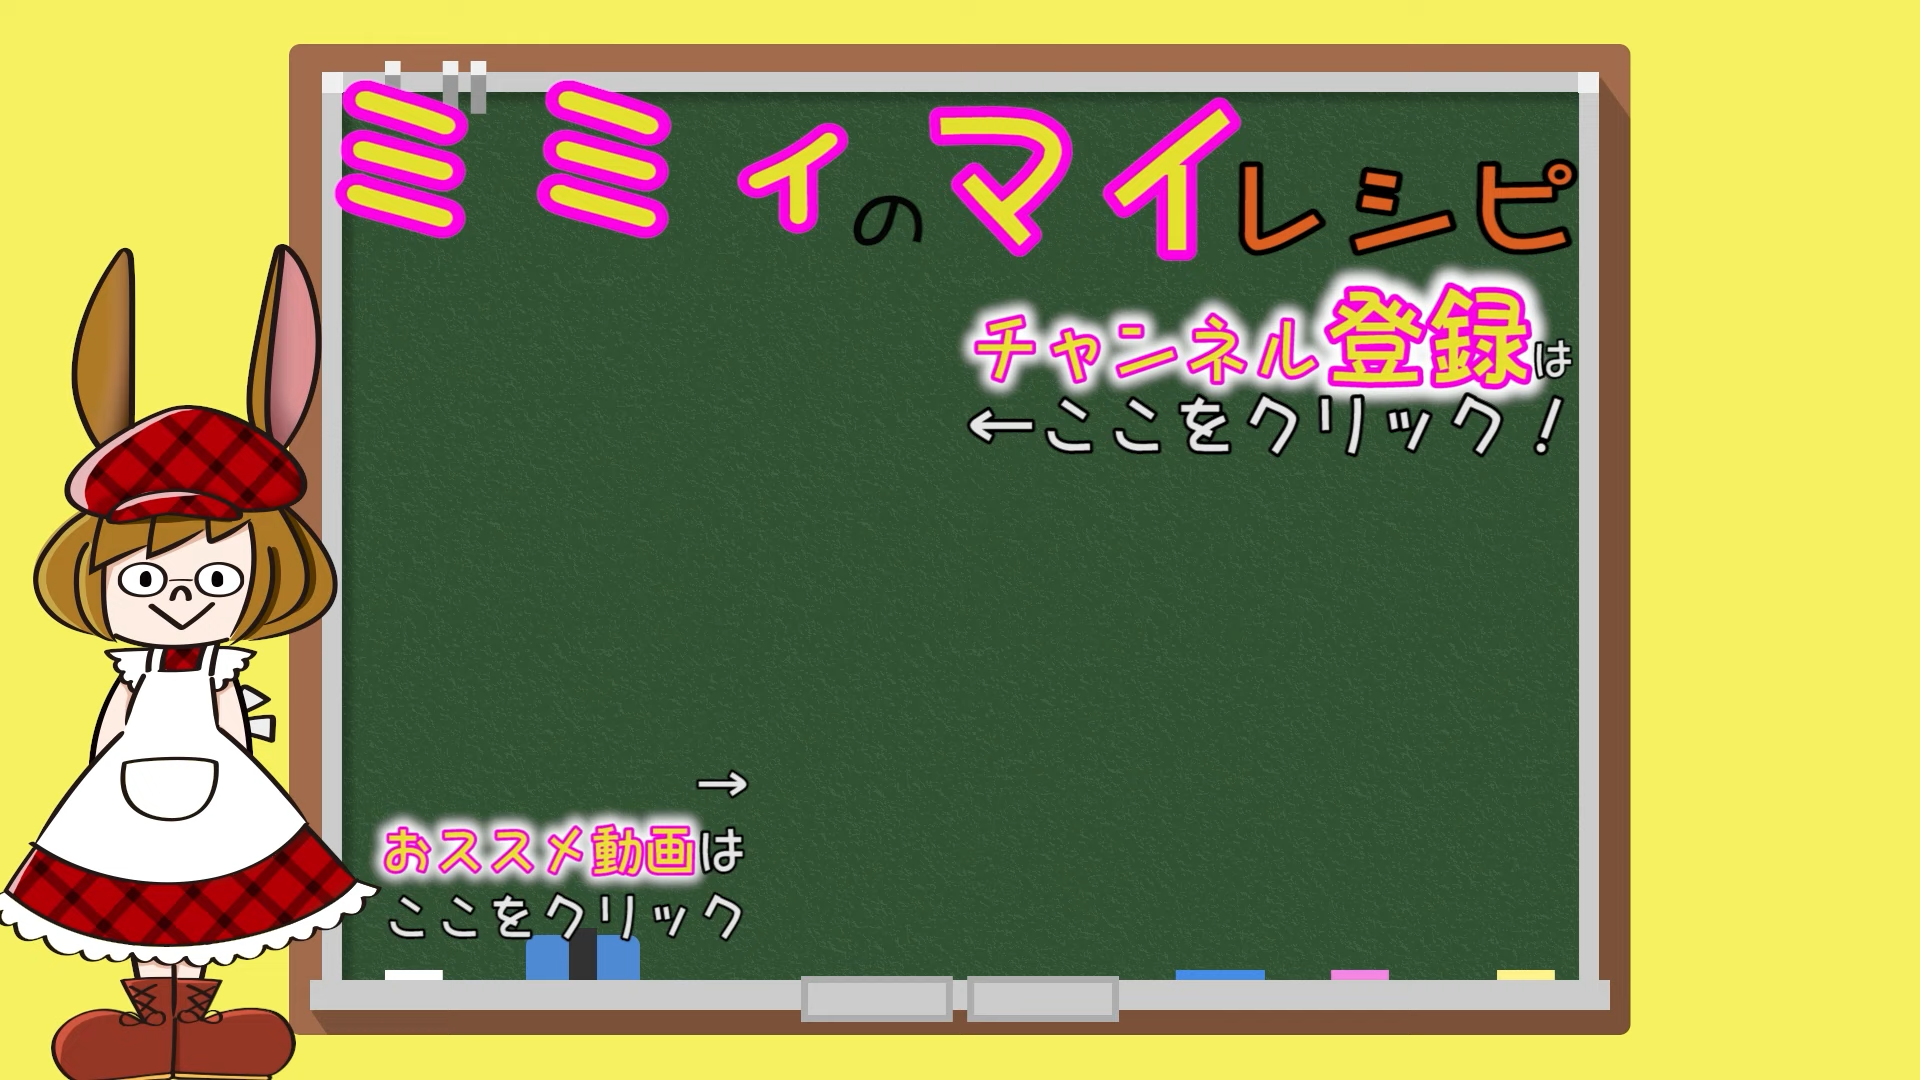 ミミィのマイレシピ
チャンネル登録は
←ここをクリック！
→
おススメ動画は
ここをクリック